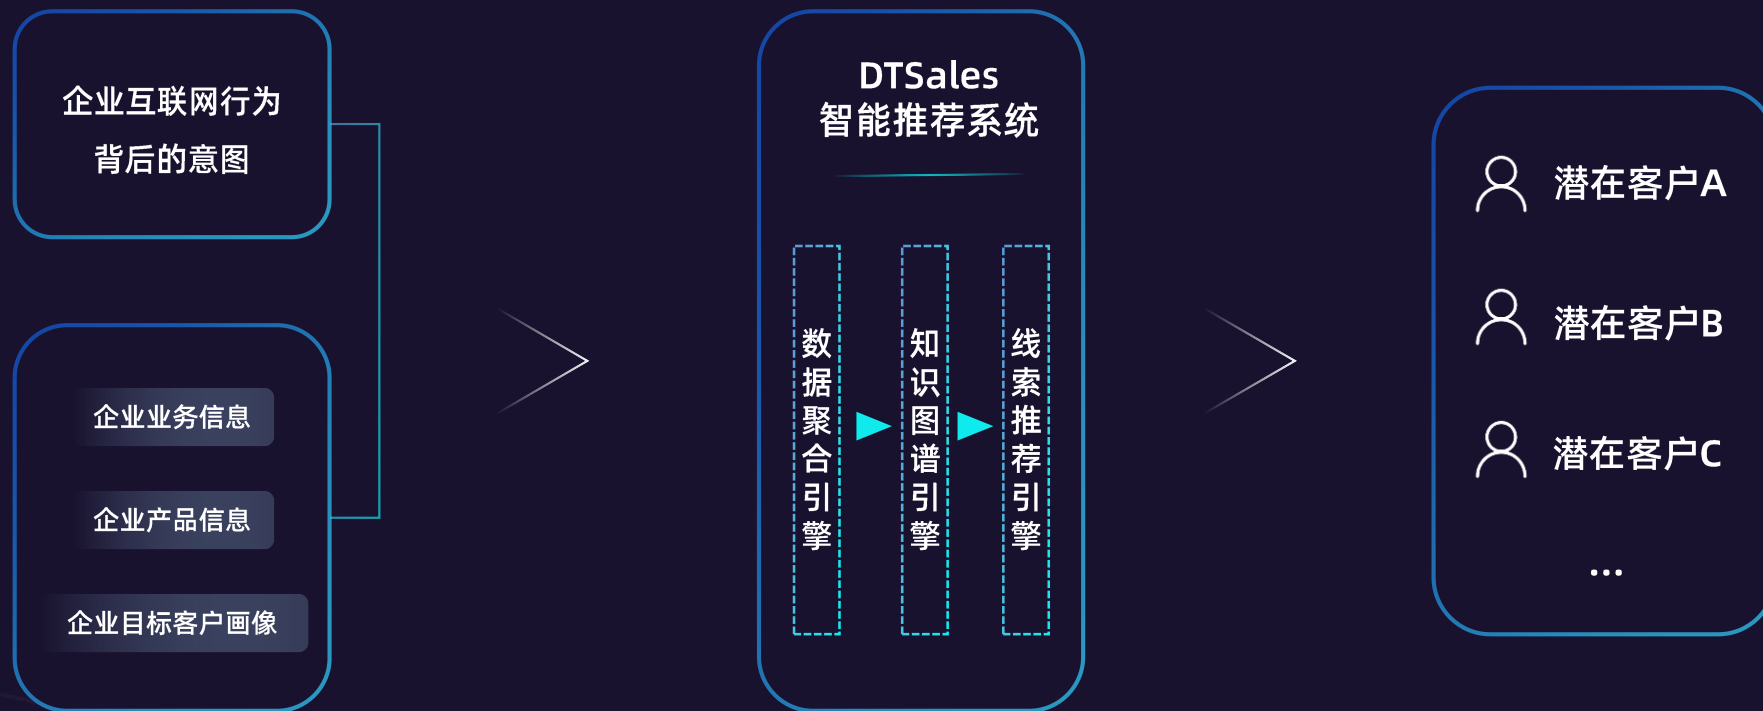 企业互联网行为
背后的意图
企业业务信息
企业产品信息
企业目标客户画像
DTSales
智能推荐系统
数据聚合引擎
知识图谱引擎
线索推荐引擎
潜在客户A
潜在客户B
潜在客户C
...